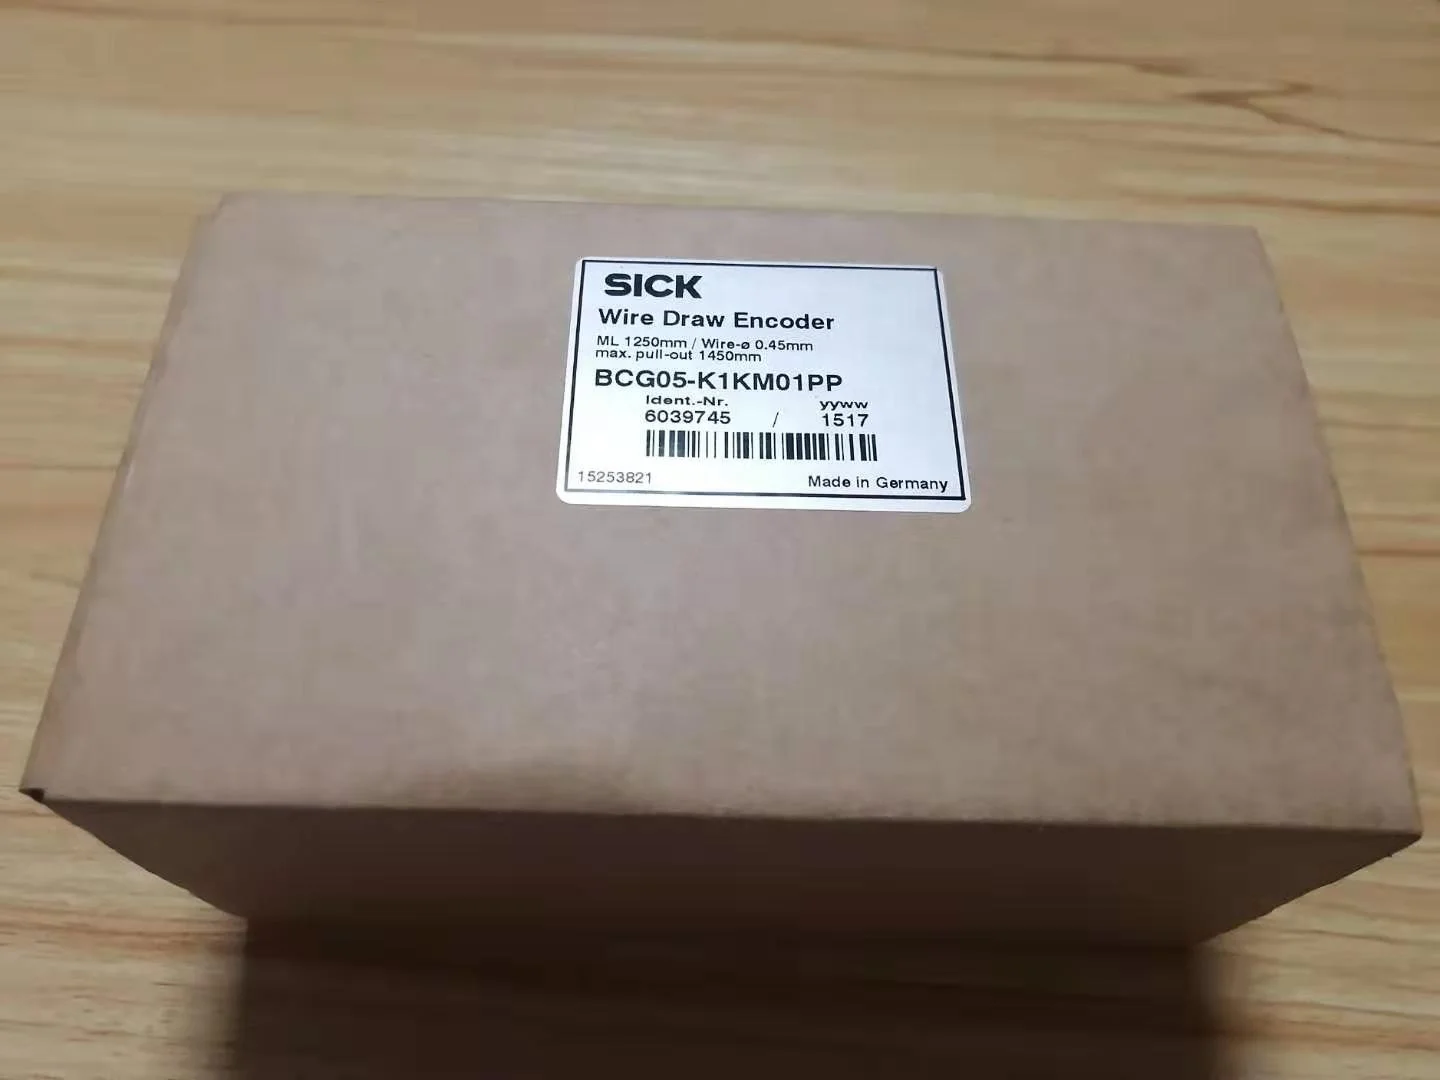 SICK
Wire Draw Encoder
ML 1250mm / Wire-ø 0.45mm
max. pull-out 1450mm
BCG05-K1KM01PP
Ident.-Nr. yyww
6039745 / 1517
15253821 Made in Germany